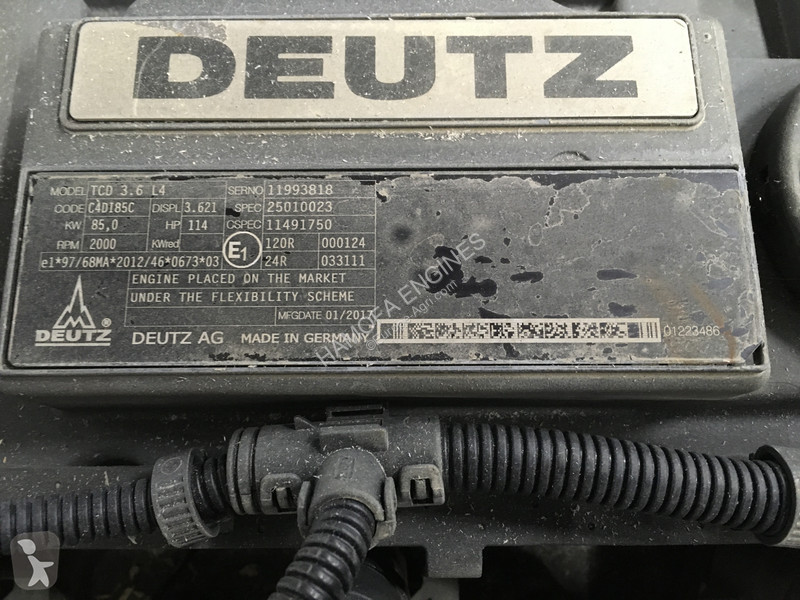 DEUTZ
MODEL TCD 3.6 L4 SERNO 11993818
CODE C4DI85C DISPL 3.621 SPEC 25010023
KW 85,0 HP 114 CSPEC 11491750
RPM 2000 KWred E1 120R 000124
e1*97/68MA*2012/46*0673*03 24R 033111
ENGINE PLACED ON THE MARKET
UNDER THE FLEXIBILITY SCHEME
MFGDATE 01/2017
DEUTZ DEUTZ AG MADE IN GERMANY 01223486
HAMOFA ENGINES